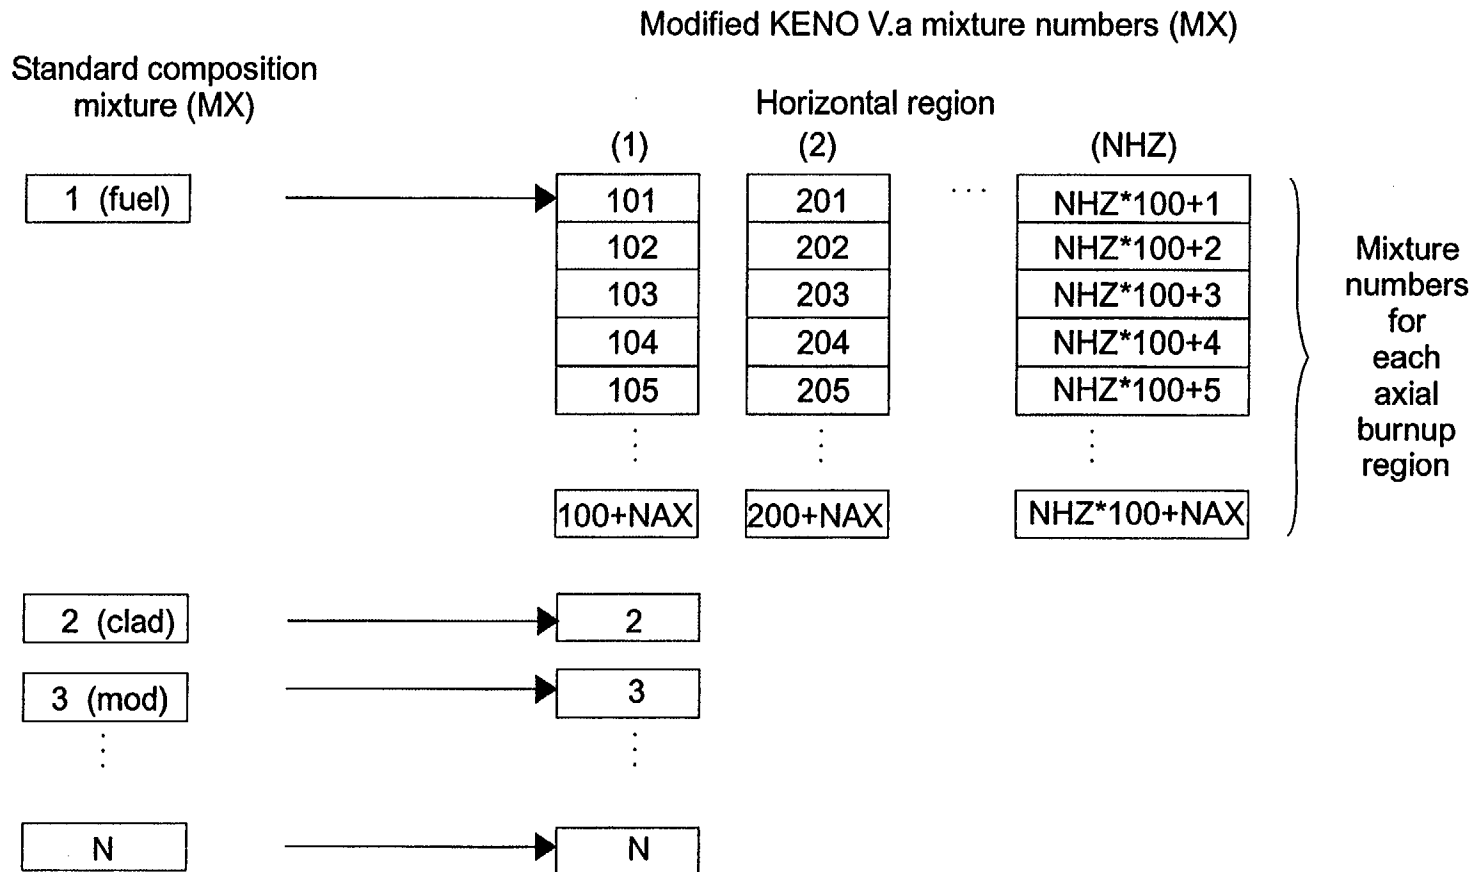 Modified KENO V.a mixture numbers (MX)
Standard composition
mixture (MX)
Horizontal region
(1) (2) (NHZ)
1 (fuel) 101 201 ... NHZ*100+1
102 202 NHZ*100+2
103 203 NHZ*100+3
104 204 NHZ*100+4
105 205 NHZ*100+5
100+NAX 200+NAX NHZ*100+NAX
Mixture
numbers
for
each
axial
burnup
region
2 (clad) 2
3 (mod) 3
N N